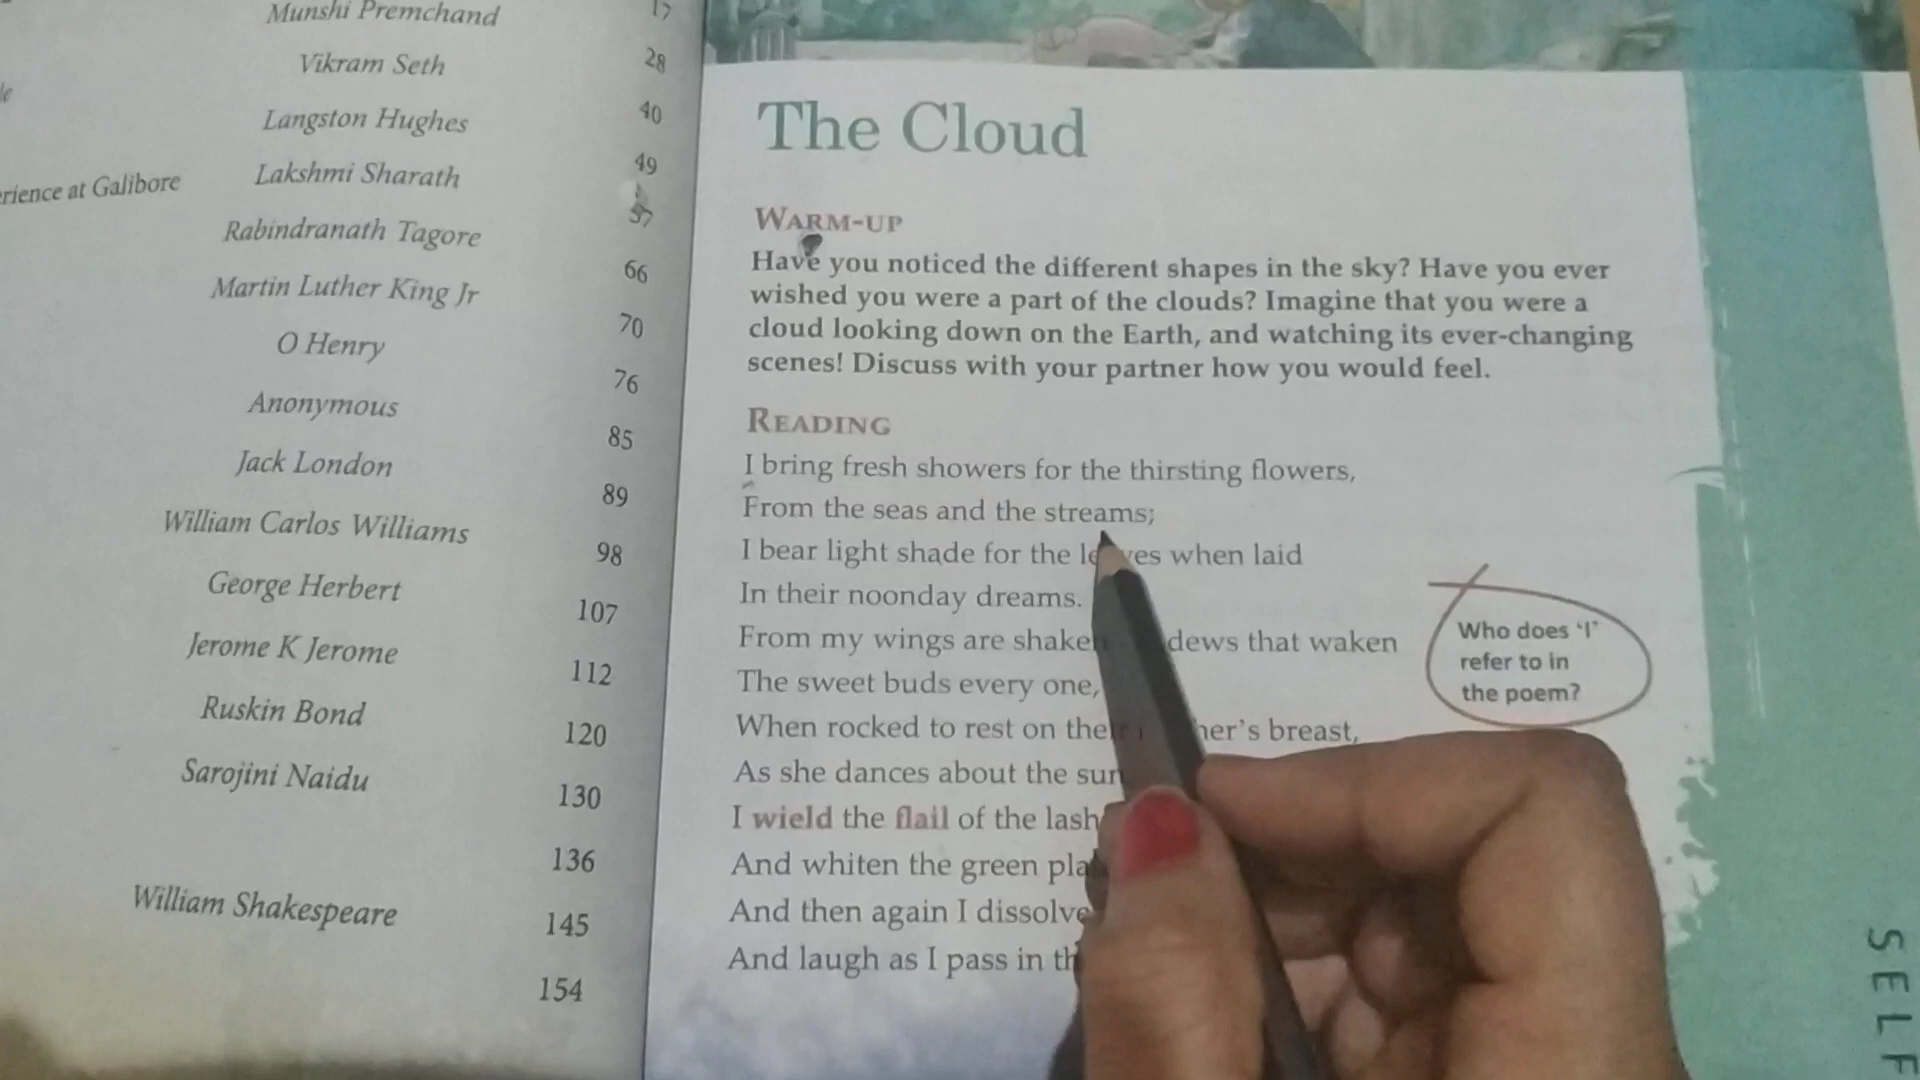 Munshi Premchand 17
Vikram Seth 28
Langston Hughes 40
Lakshmi Sharath 49
erience at Galibore
Rabindranath Tagore 57
Martin Luther King Jr 66
O Henry 70
Anonymous 76
Jack London 85
William Carlos Williams 89
George Herbert 98
Jerome K Jerome 107
Ruskin Bond 112
Sarojini Naidu 120
130
William Shakespeare 136
145
154
The Cloud
WARM-UP
Have you noticed the different shapes in the sky? Have you ever
wished you were a part of the clouds? Imagine that you were a
cloud looking down on the Earth, and watching its ever-changing
scenes! Discuss with your partner how you would feel.
READING
I bring fresh showers for the thirsting flowers,
From the seas and the streams;
I bear light shade for the leaves when laid
In their noonday dreams.
From my wings are shaken dews that waken
The sweet buds every one,
When rocked to rest on their breast,
As she dances about the sun
I wield the flail of the lash
And whiten the green
And then again I dissolve
And laugh as I pass in
Who does ‘I’
refer to in
the poem?
SELF